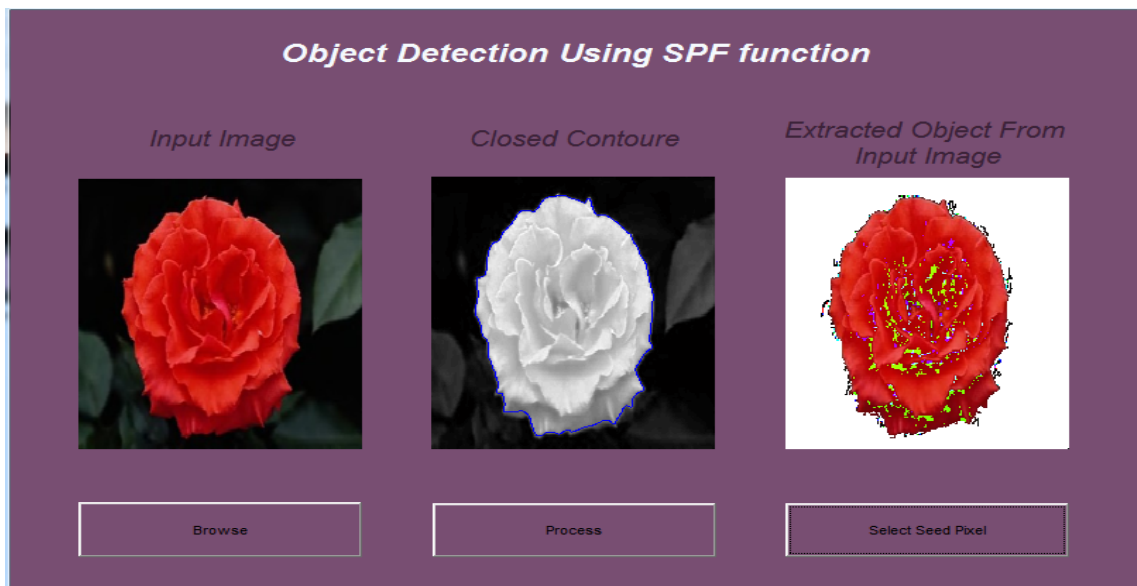 Object Detection Using SPF function
Input Image
Closed Contoure
Extracted Object From
Input Image
Browse
Process
Select Seed Pixel